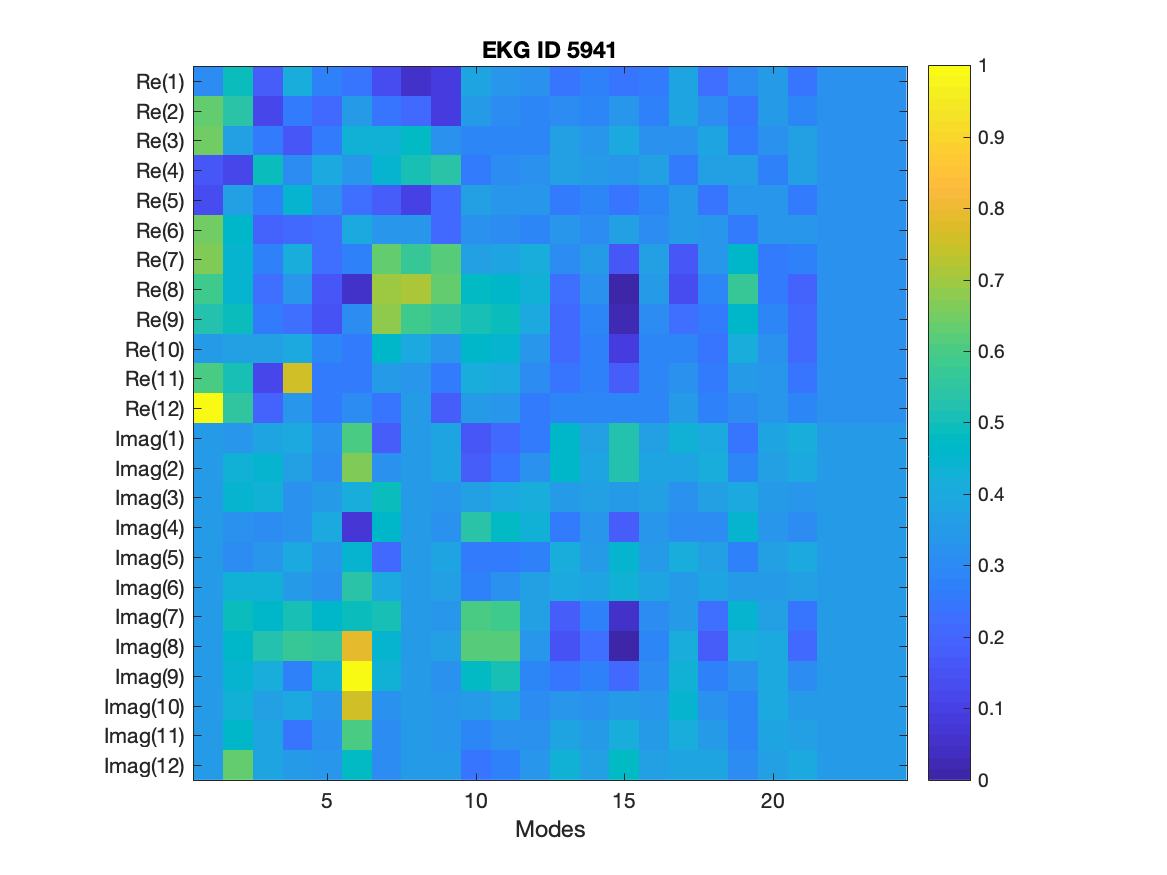 EKG ID 5941
Re(1)
Re(2)
Re(3)
Re(4)
Re(5)
Re(6)
Re(7)
Re(8)
Re(9)
Re(10)
Re(11)
Re(12)
Imag(1)
Imag(2)
Imag(3)
Imag(4)
Imag(5)
Imag(6)
Imag(7)
Imag(8)
Imag(9)
Imag(10)
Imag(11)
Imag(12)
5 10 15 20
Modes
1
0.9
0.8
0.7
0.6
0.5
0.4
0.3
0.2
0.1
0